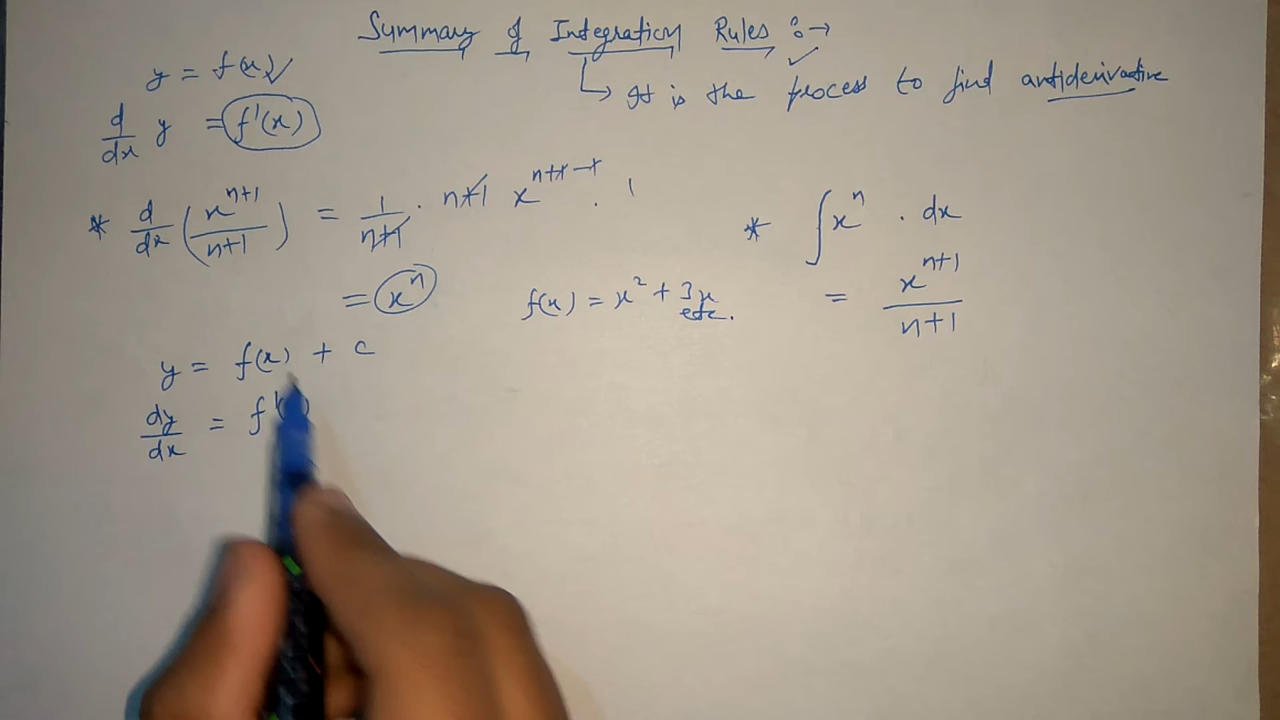 Summary of Integration Rules :→
↳ It is the process to find antiderivative
y = f(x) ✓
d/dx y = f'(x)
* d/dx (x^(n+1)/(n+1)) = 1/(n+1) . n+1 x^(n+1-1) . 1
= x^n
* ∫ x^n . dx
= x^(n+1)/(n+1)
f(x) = x² + 3x
etc.
y = f(x) + c
dy/dx = f'